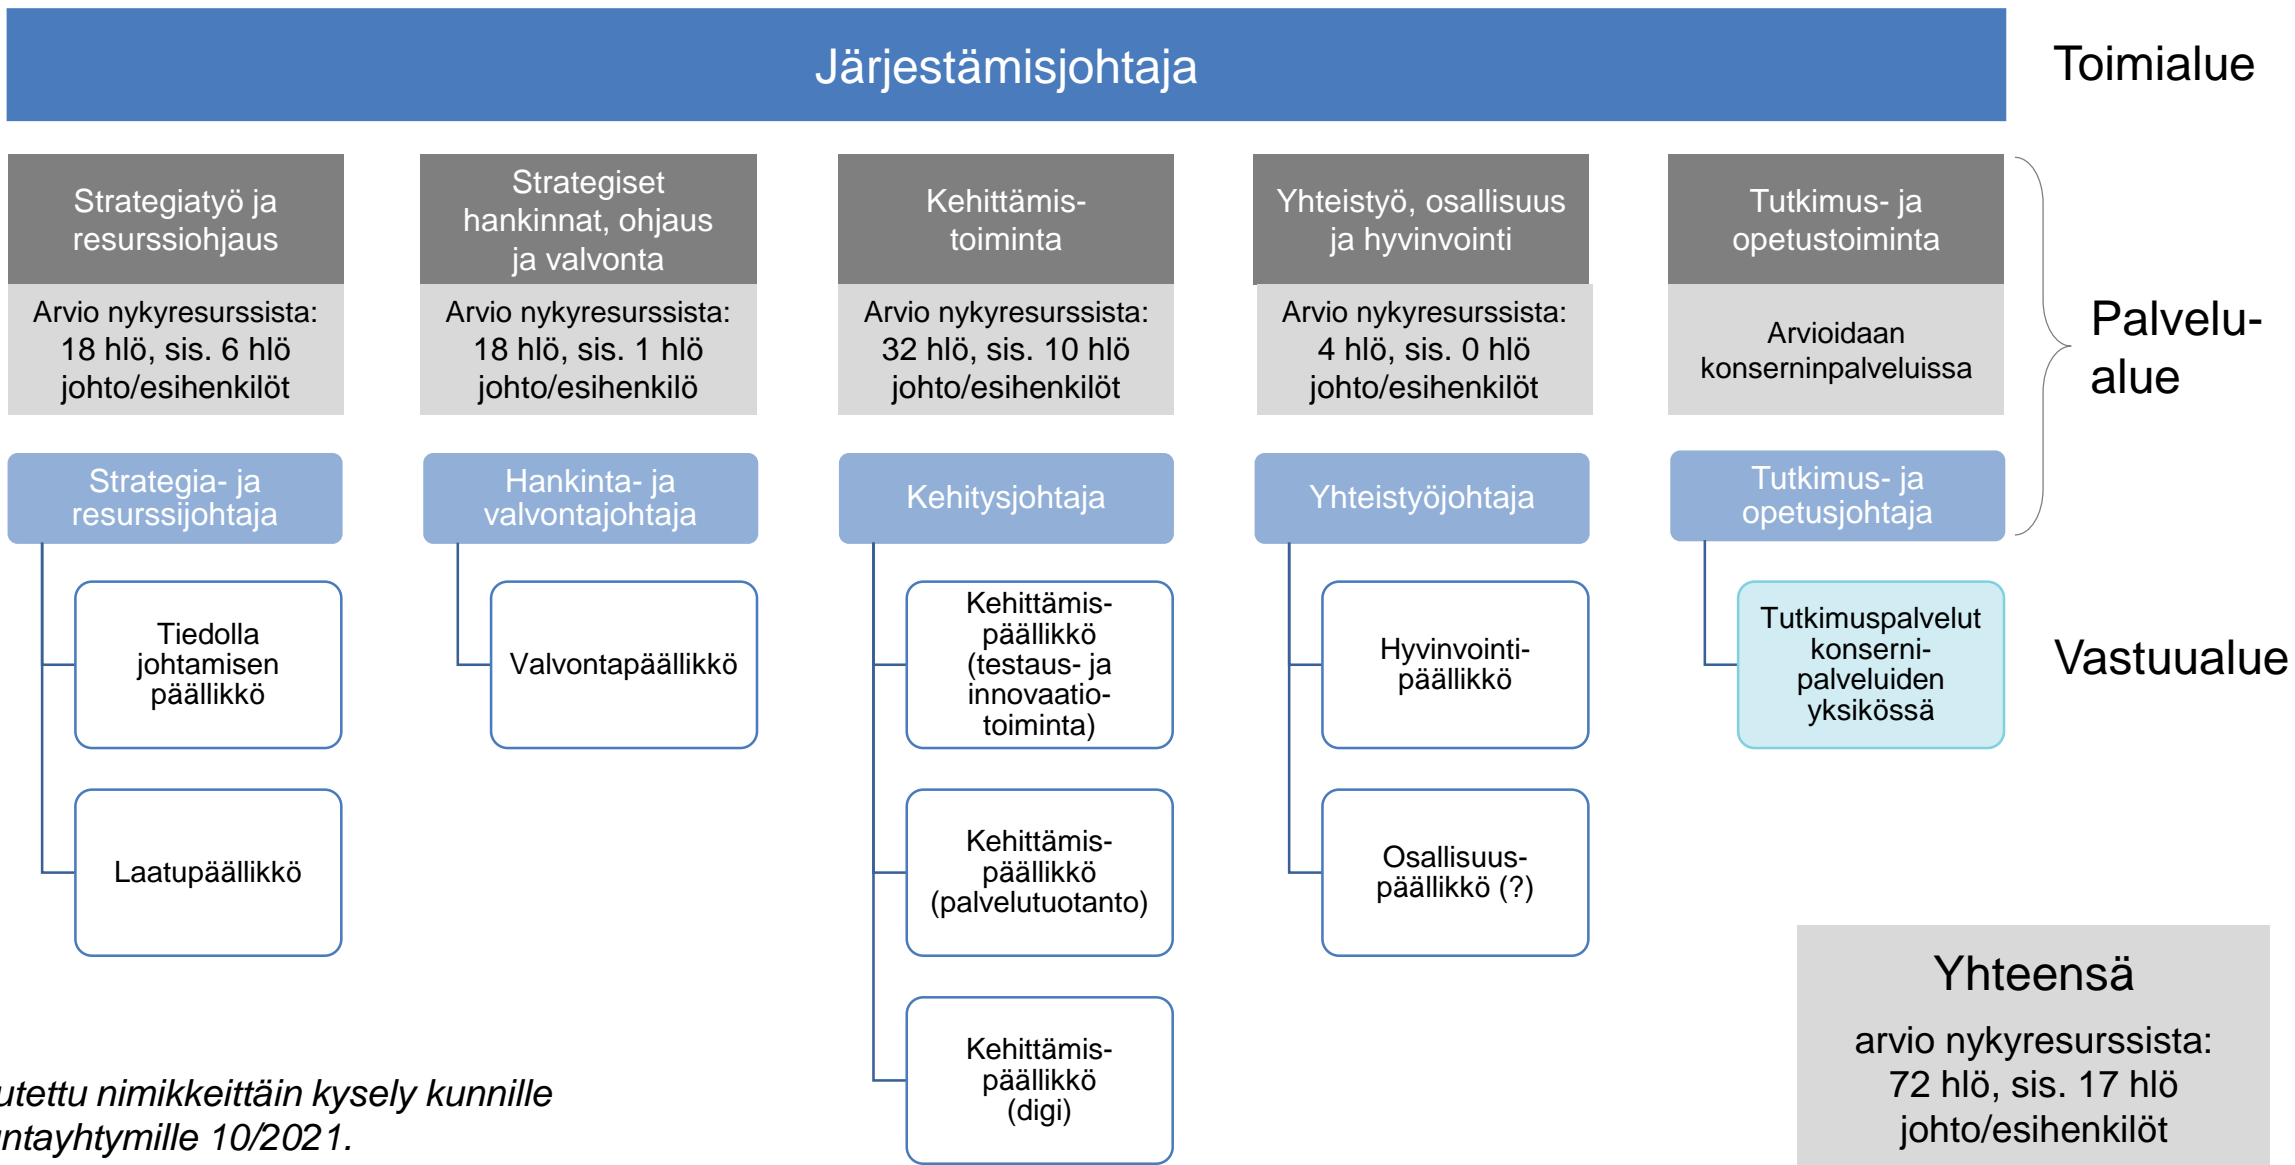 Järjestämisjohtaja
Toimialue
Strategiatyö ja
resurssiohjaus
Arvio nykyresurssista:
18 hlö, sis. 6 hlö
johto/esihenkilöt
Strategiset
hankinnat, ohjaus
ja valvonta
Arvio nykyresurssista:
18 hlö, sis. 1 hlö
johto/esihenkilö
Kehittämis-
toiminta
Arvio nykyresurssista:
32 hlö, sis. 10 hlö
johto/esihenkilöt
Yhteistyö, osallisuus
ja hyvinvointi
Arvio nykyresurssista:
4 hlö, sis. 0 hlö
johto/esihenkilöt
Tutkimus- ja
opetustoiminta
Arvioidaan
konserninpalveluissa
Palvelu-
alue
Strategia- ja
resurssijohtaja
Hankinta- ja
valvontajohtaja
Kehitysjohtaja
Yhteistyöjohtaja
Tutkimus- ja
opetusjohtaja
Tiedolla
johtamisen
päällikkö
Laatupäällikkö
Valvontapäällikkö
Kehittämis-
päällikkö
(testaus- ja
innovaatio-
toiminta)
Kehittämis-
päällikkö
(palvelutuotanto)
Kehittämis-
päällikkö
(digi)
Hyvinvointi-
päällikkö
Osallisuus-
päällikkö (?)
Tutkimuspalvelut
konserni-
palveluiden
yksikössä
Vastuualue
Yhteensä
arvio nykyresurssista:
72 hlö, sis. 17 hlö
johto/esihenkilöt
utettu nimikkeittäin kysely kunnille
untayhtymille 10/2021.